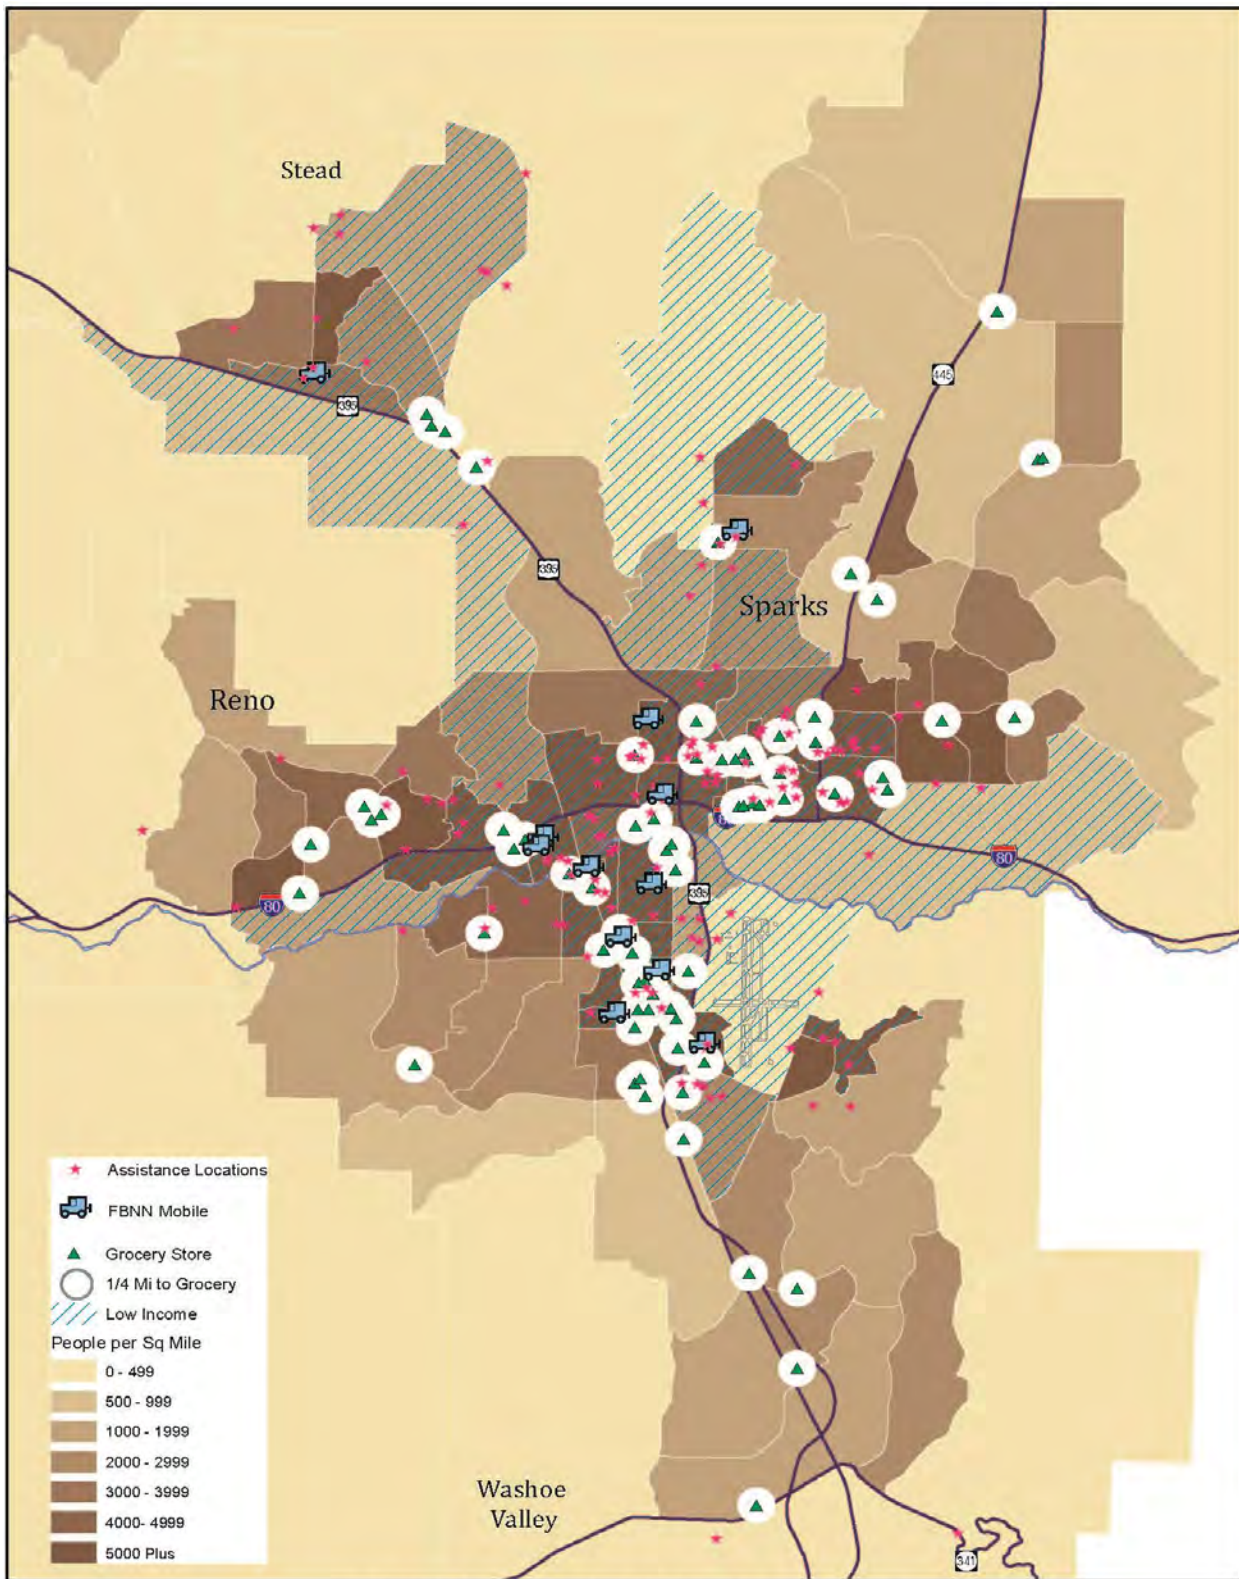 Stead
395
445
395
Sparks
Reno
80
80
395
Assistance Locations
FBNN Mobile
Grocery Store
1/4 Mi to Grocery
Low Income
People per Sq Mile
0 - 499
500 - 999
1000 - 1999
2000 - 2999
3000 - 3999
4000- 4999
5000 Plus
Washoe
Valley
341